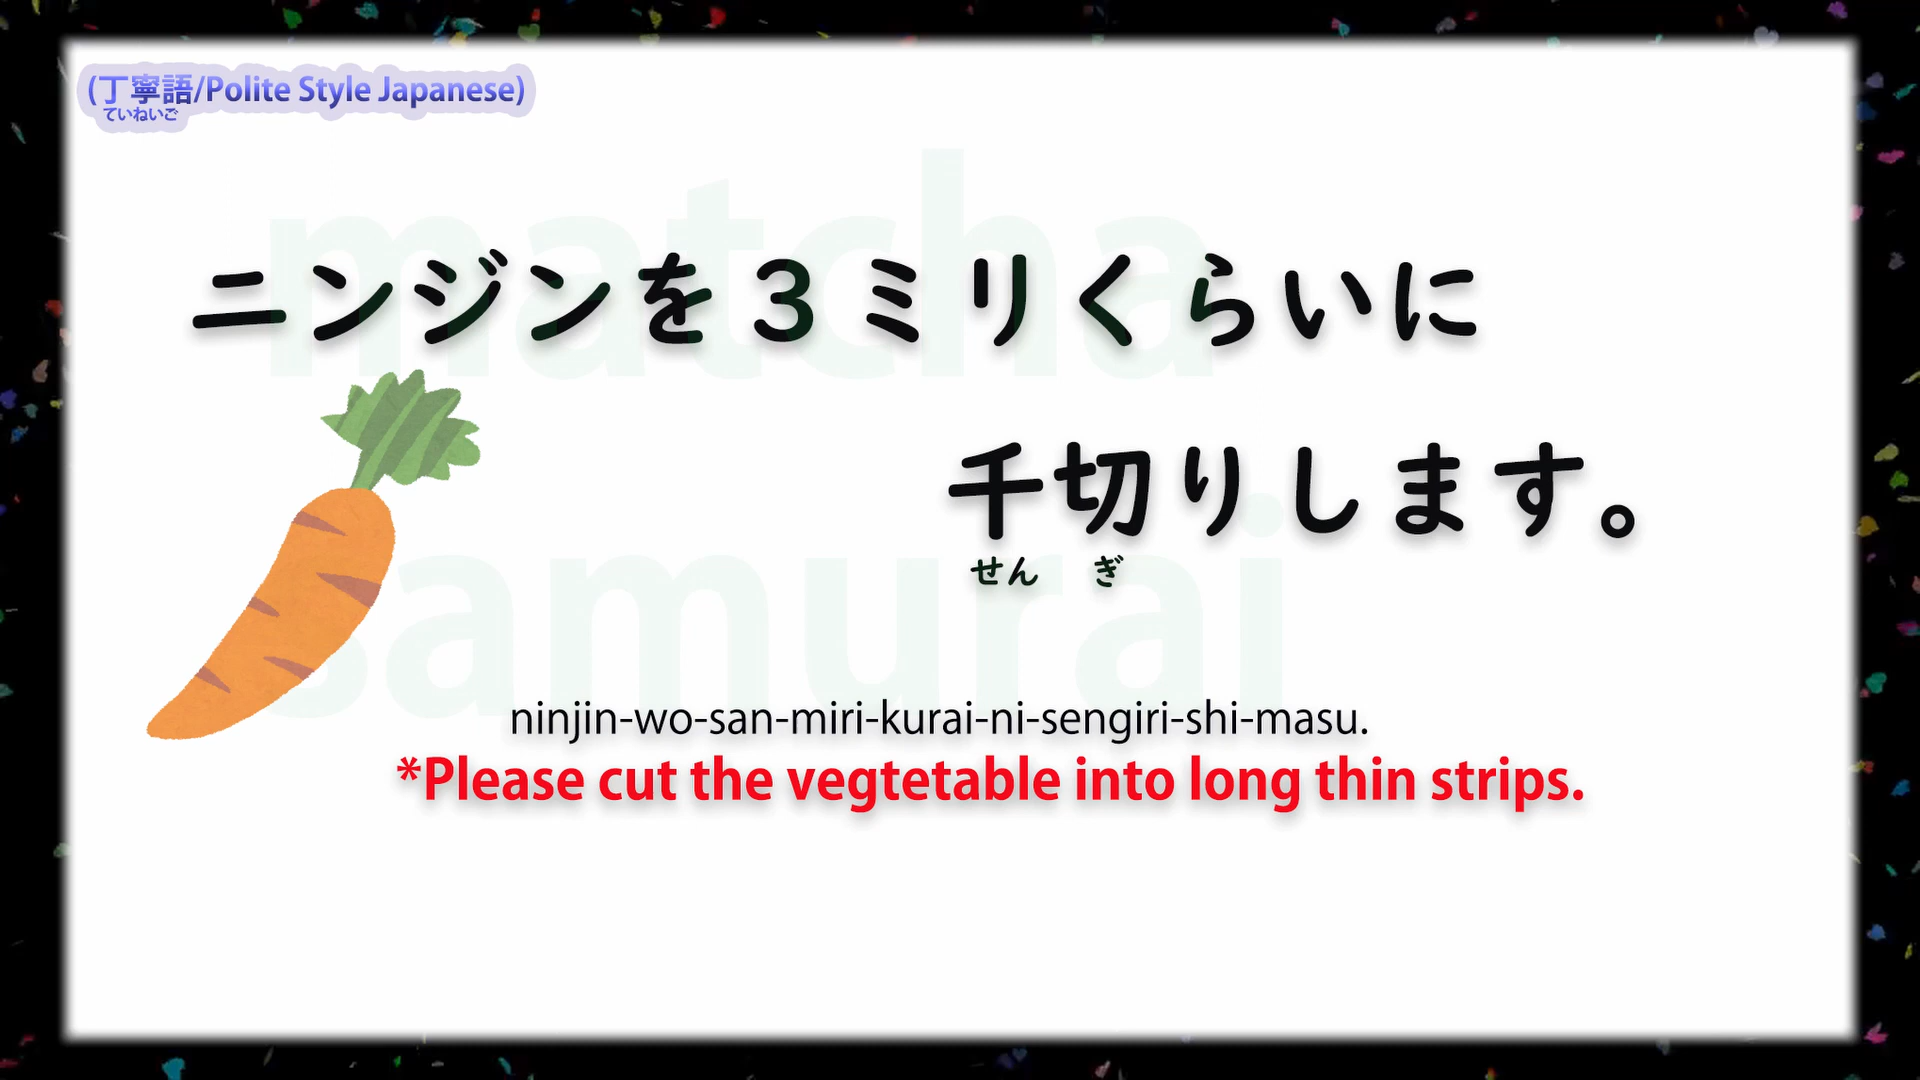 (丁寧語/Polite Style Japanese)
ていねいご
matcha
ニンジンを３ミリくらいに
千切りします。
せん ぎ
samurai
ninjin-wo-san-miri-kurai-ni-sengiri-shi-masu.
*Please cut the vegtetable into long thin strips.